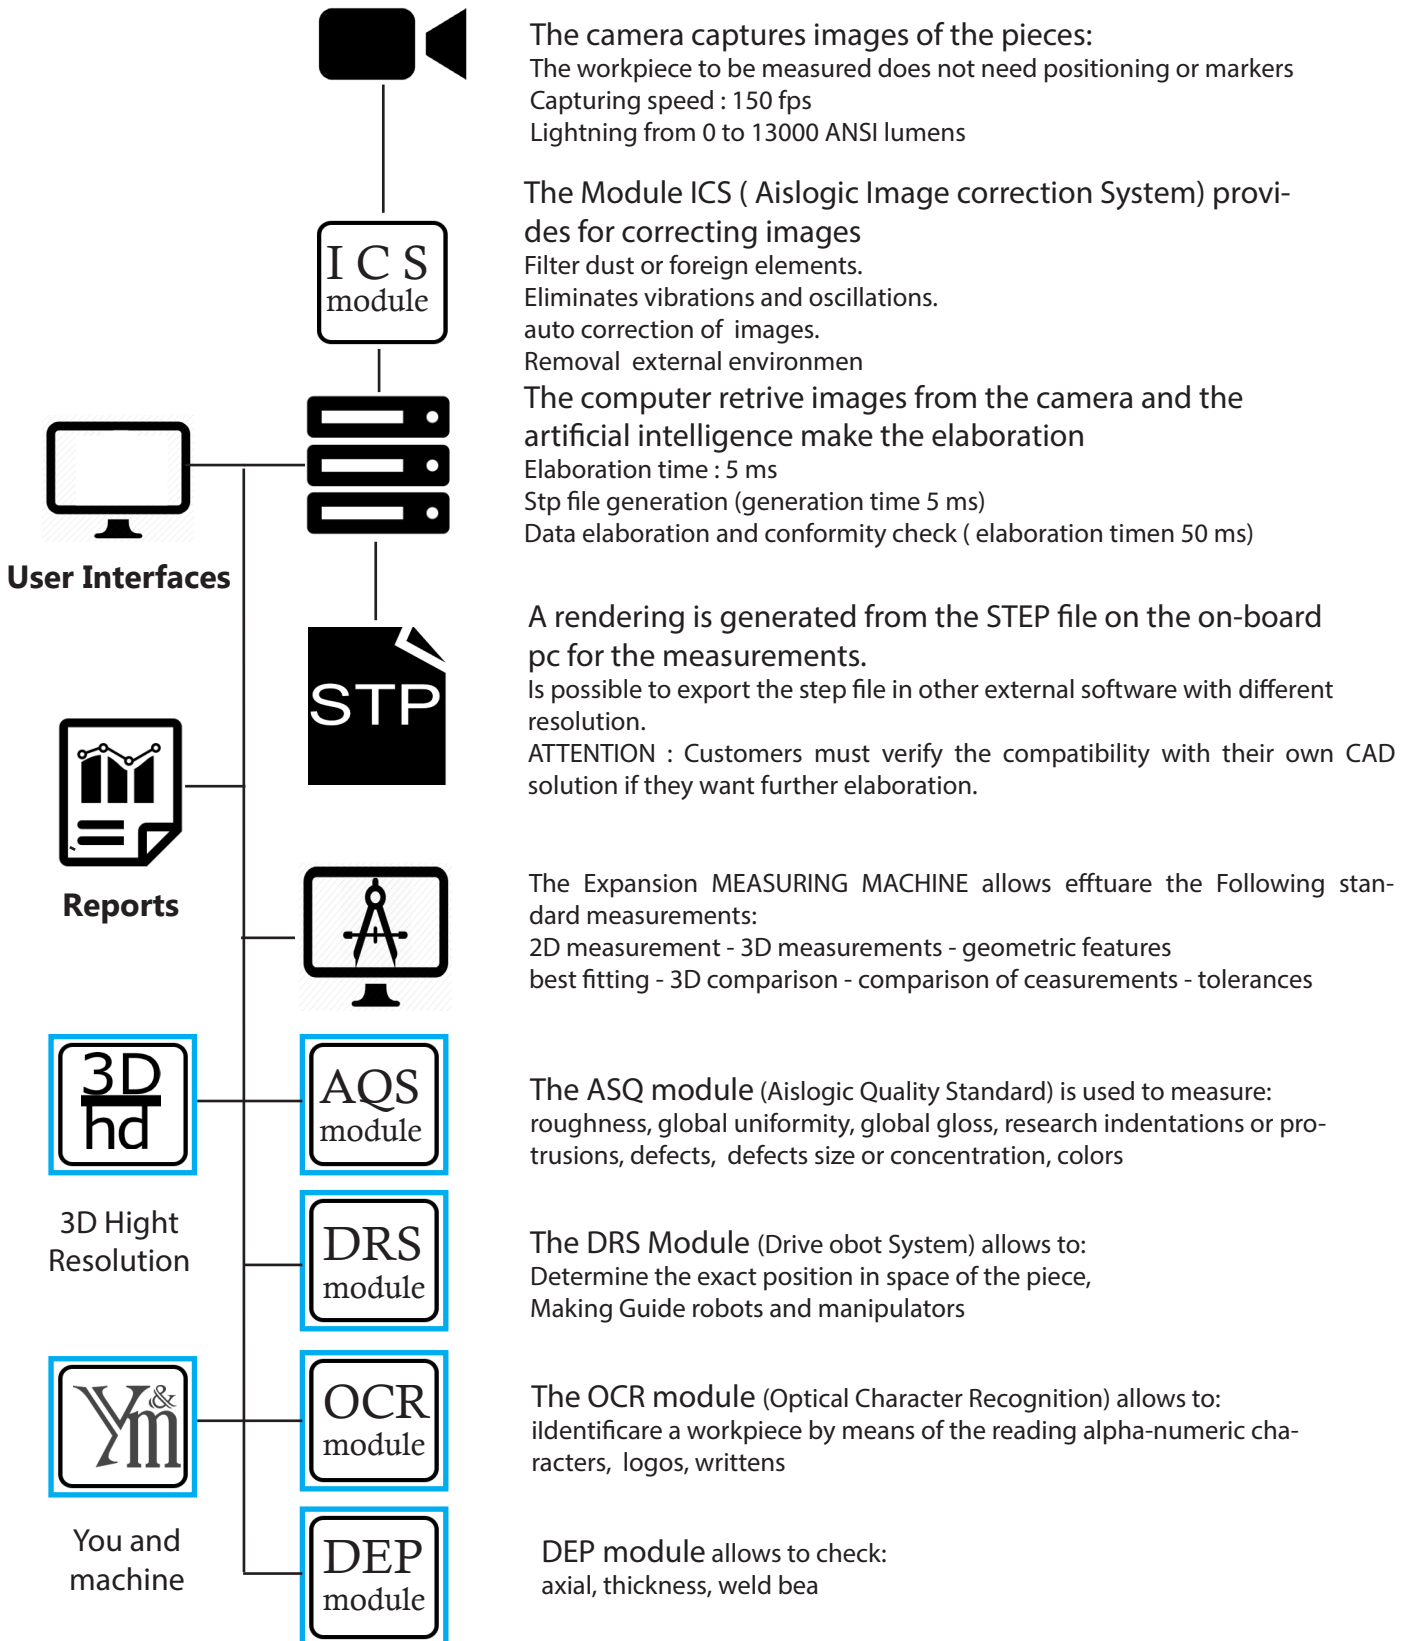 The camera captures images of the pieces:
The workpiece to be measured does not need positioning or markers
Capturing speed : 150 fps
Lightning from 0 to 13000 ANSI lumens
I C S
module
The Module ICS ( Aislogic Image correction System) provi-
des for correcting images
Filter dust or foreign elements.
Eliminates vibrations and oscillations.
auto correction of  images.
Removal  external environmen
The computer retrive images from the camera and the
artificial intelligence make the elaboration
Elaboration time : 5 ms
Stp file generation (generation time 5 ms)
Data elaboration and conformity check ( elaboration timen 50 ms)
User Interfaces
STP
A rendering is generated from the STEP file on the on-board
pc for the measurements.
Is possible to export the step file in other external software with different
resolution.
ATTENTION : Customers must verify the compatibility with their own CAD
solution if they want further elaboration.
Reports
The Expansion MEASURING MACHINE allows efftuare the Following stan-
dard measurements:
2D measurement - 3D measurements - geometric features
best fitting - 3D comparison - comparison of ceasurements - tolerances
3D
hd
3D Hight
Resolution
AQS
module
The ASQ module (Aislogic Quality Standard) is used to measure:
roughness, global uniformity, global gloss, research indentations or pro-
trusions, defects,  defects size or concentration, colors
DRS
module
The DRS Module (Drive obot System) allows to:
Determine the exact position in space of the piece,
Making Guide robots and manipulators
Y&m
You and
machine
OCR
module
The OCR module (Optical Character Recognition) allows to:
iIdentificare a workpiece by means of the reading alpha-numeric cha-
racters,  logos, writtens
DEP
module
DEP module allows to check:
axial, thickness, weld bea